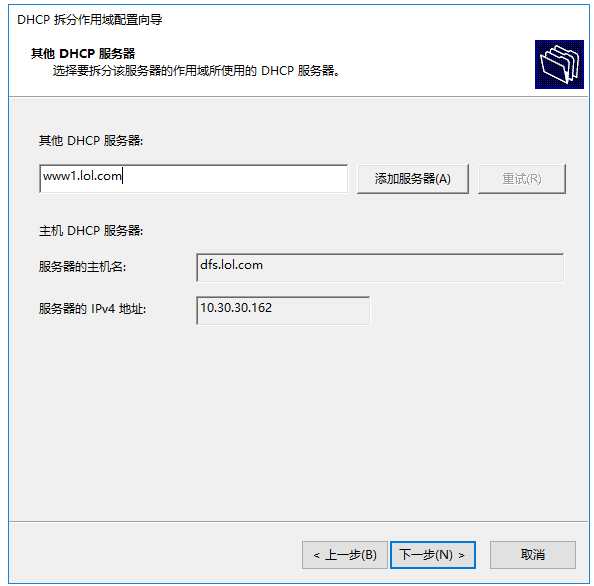 DHCP 拆分作用域配置向导
其他 DHCP 服务器
选择要拆分该服务器的作用域所使用的 DHCP 服务器。
其他 DHCP 服务器:
www1.lol.com 添加服务器(A) 重试(R)
主机 DHCP 服务器:
服务器的主机名: dfs.lol.com
服务器的 IPv4 地址: 10.30.30.162
< 上一步(B) 下一步(N) > 取消